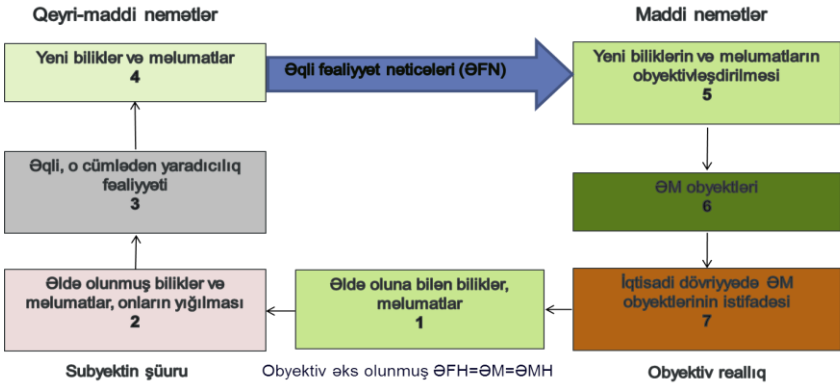 Qeyri-maddi nemətlər
Maddi nemətlər
Yeni biliklər və məlumatlar
4
Əqli fəaliyyət nəticələri (ƏFN)
Yeni biliklərin və məlumatların
obyektivləşdirilməsi
5
Əqli, o cümlədən yaradıcılıq
fəaliyyəti
3
ƏM obyektləri
6
Əldə olunmuş biliklər və
məlumatlar, onların yığılması
2
Əldə oluna bilən biliklər,
məlumatlar
1
İqtisadi dövriyyədə ƏM
obyektlərinin istifadəsi
7
Subyektin şüuru
Obyektiv əks olunmuş ƏFH=ƏM=ƏMH
Obyektiv reallıq